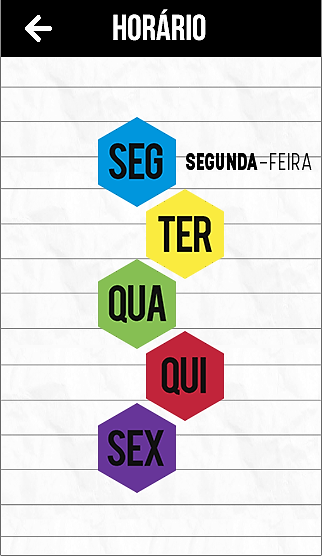 HORÁRIO
SEG SEGUNDA-FEIRA
TER
QUA
QUI
SEX